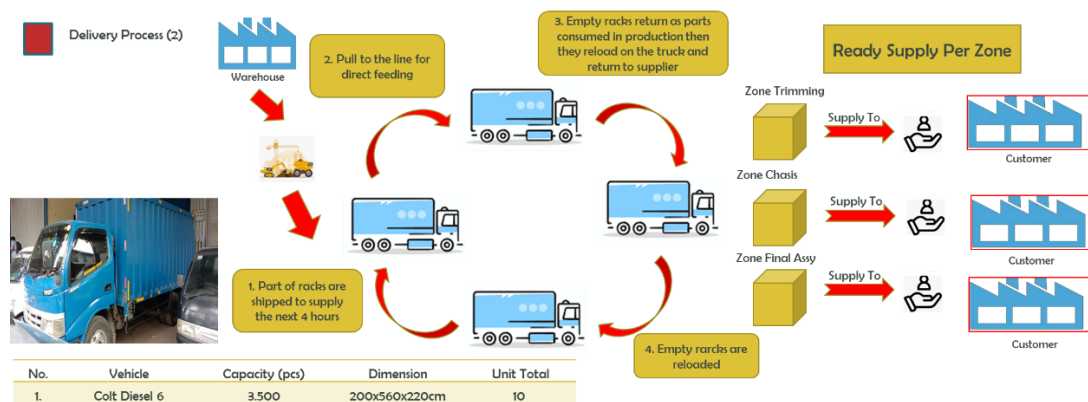 Delivery Process (2)
Warehouse
2. Pull to the line for
direct feeding
3. Empty racks return as parts
consumed in production then
they reload on the truck and
return to supplier
Ready Supply Per Zone
Zone Trimming
Supply To
Customer
Zone Chasis
Supply To
Customer
Zone Final Assy
Supply To
Customer
1. Part of racks are
shipped to supply
the next 4 hours
4. Empty rarcks are
reloaded
No. Vehicle Capacity (pcs) Dimension Unit Total
1. Colt Diesel 6 3.500 200x560x220cm 10